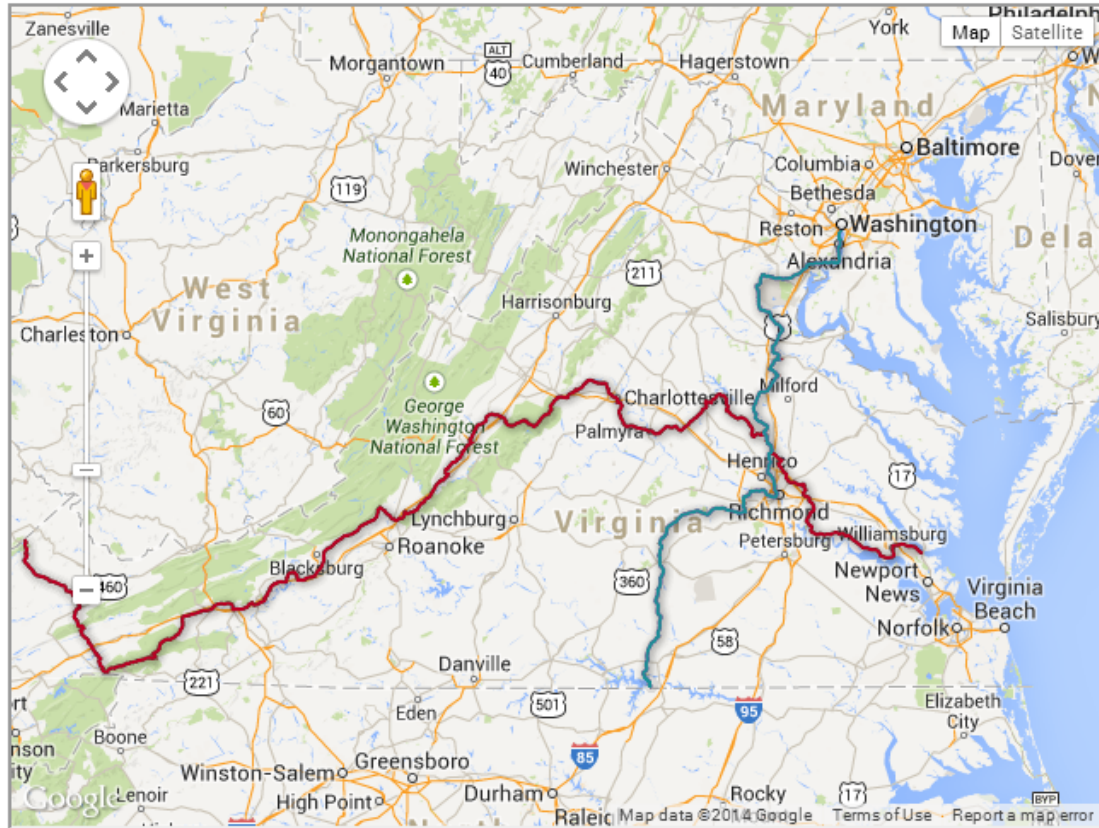 Zanesville
York
Philadelph
Map
Satellite
ALT
40
Cumberland
Hagerstown
Morgantown
Marietta
Maryland
Parkersburg
Baltimore
Winchester
Columbia
Dover
119
Bethesda
Monongahela
National Forest
Reston
Washington
Dela
Alexandria
211
West
Virginia
Harrisonburg
Charleston
Salisbury
George
Washington
National Forest
60
Charlottesville
Milford
Palmyra
Henrico
17
Lynchburg
Virginia
Richmond
Williamsburg
Roanoke
Petersburg
Blacksburg
460
360
Newport
News
Virginia
Beach
Norfolk
58
Danville
221
501
95
Elizabeth
City
Eden
Boone
nson
ity
85
Greensboro
Winston-Salem
Durham
Rocky
17
BYP
Google
Lenoir
High Point
Raleig
Map data ©2014 Google
Terms of Use
Report a map error